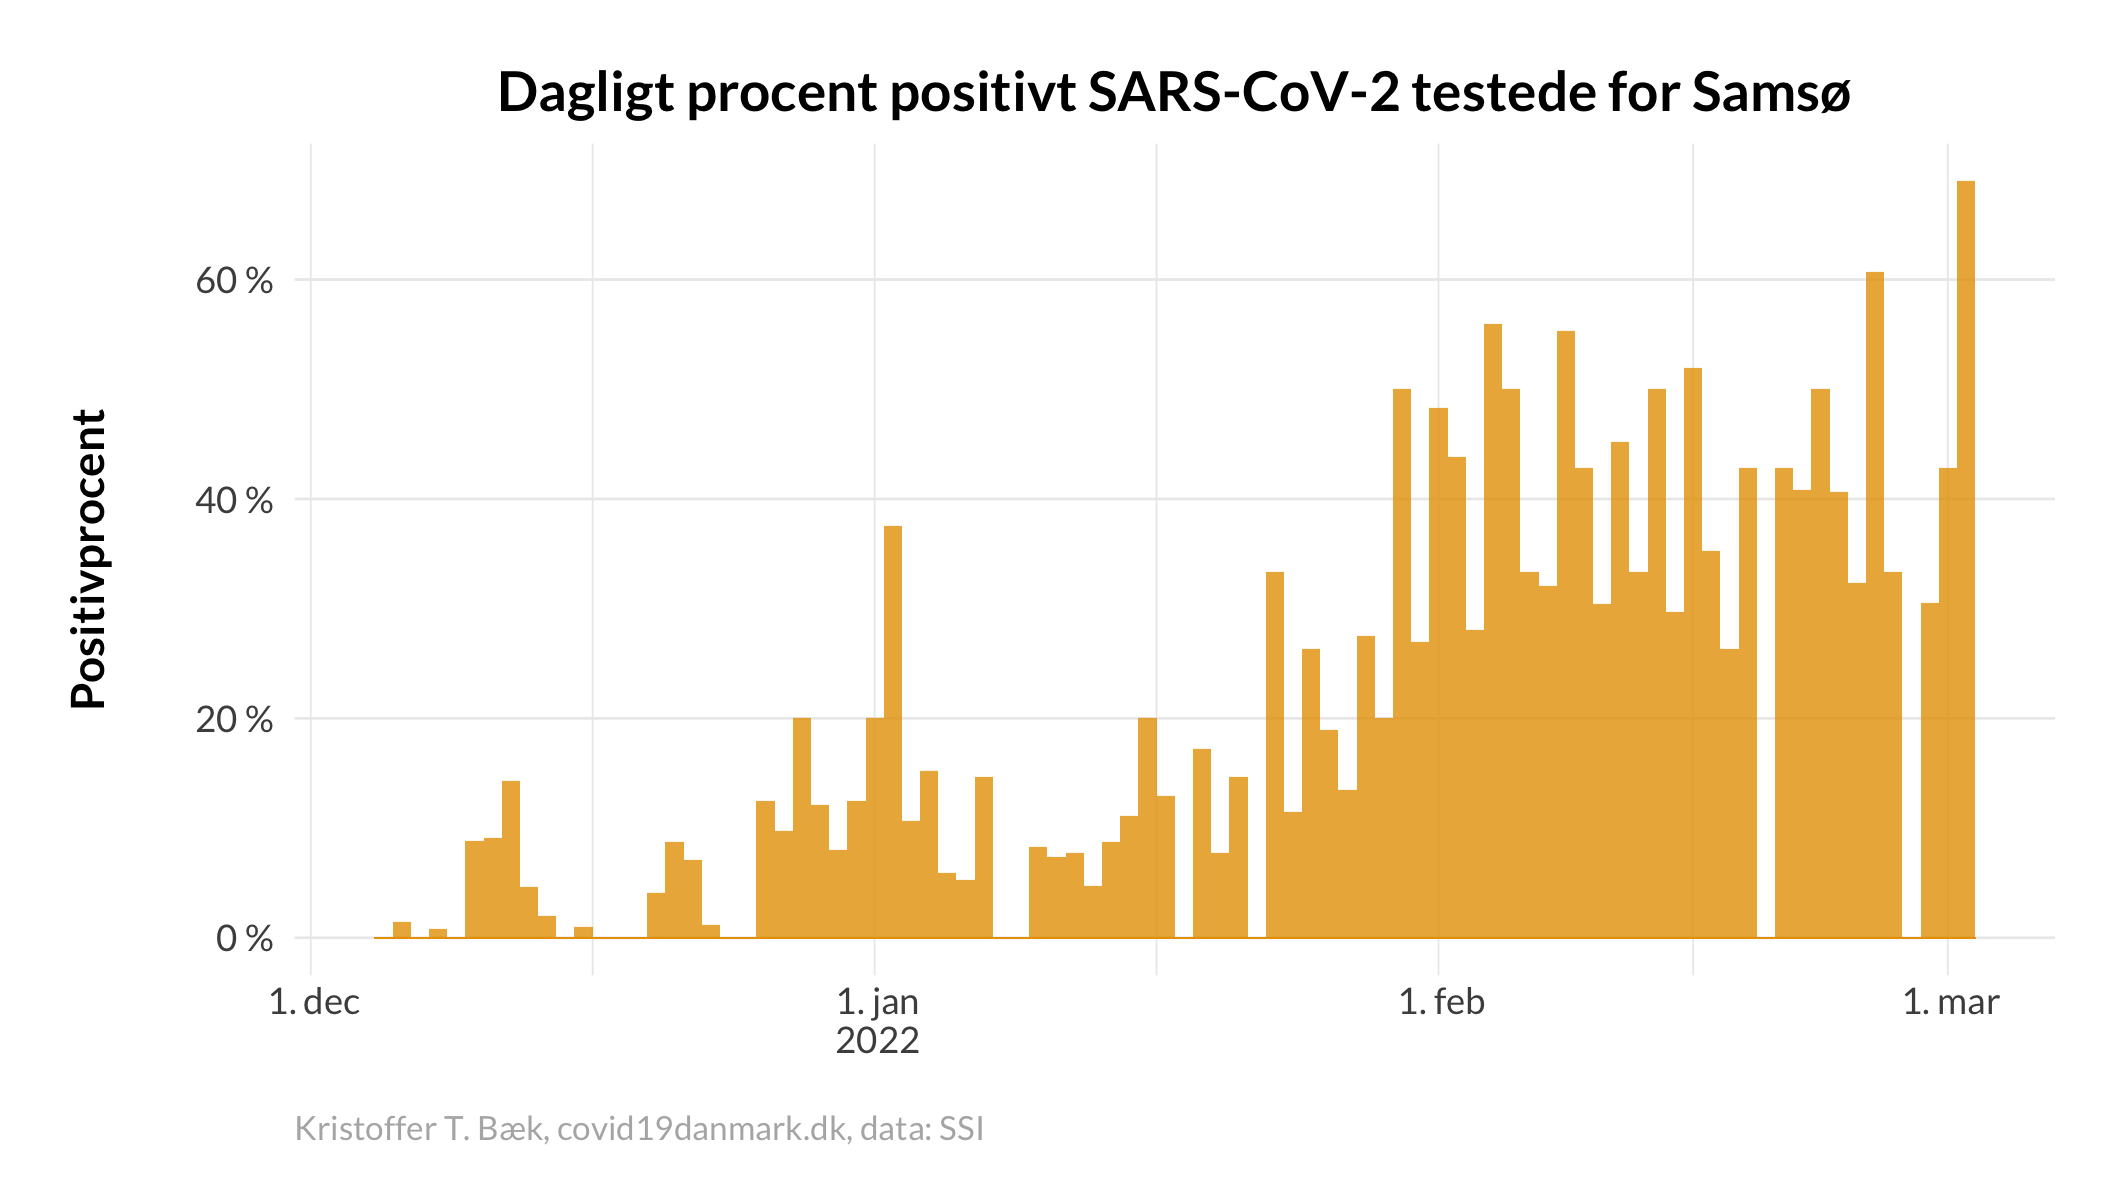 Dagligt procent positivt SARS-CoV-2 testede for Samsø
Positivprocent
60 %
40 %
20 %
0 %
1. dec
1. jan
2022
1. feb
1. mar
Kristoffer T. Bæk, covid19danmark.dk, data: SSI